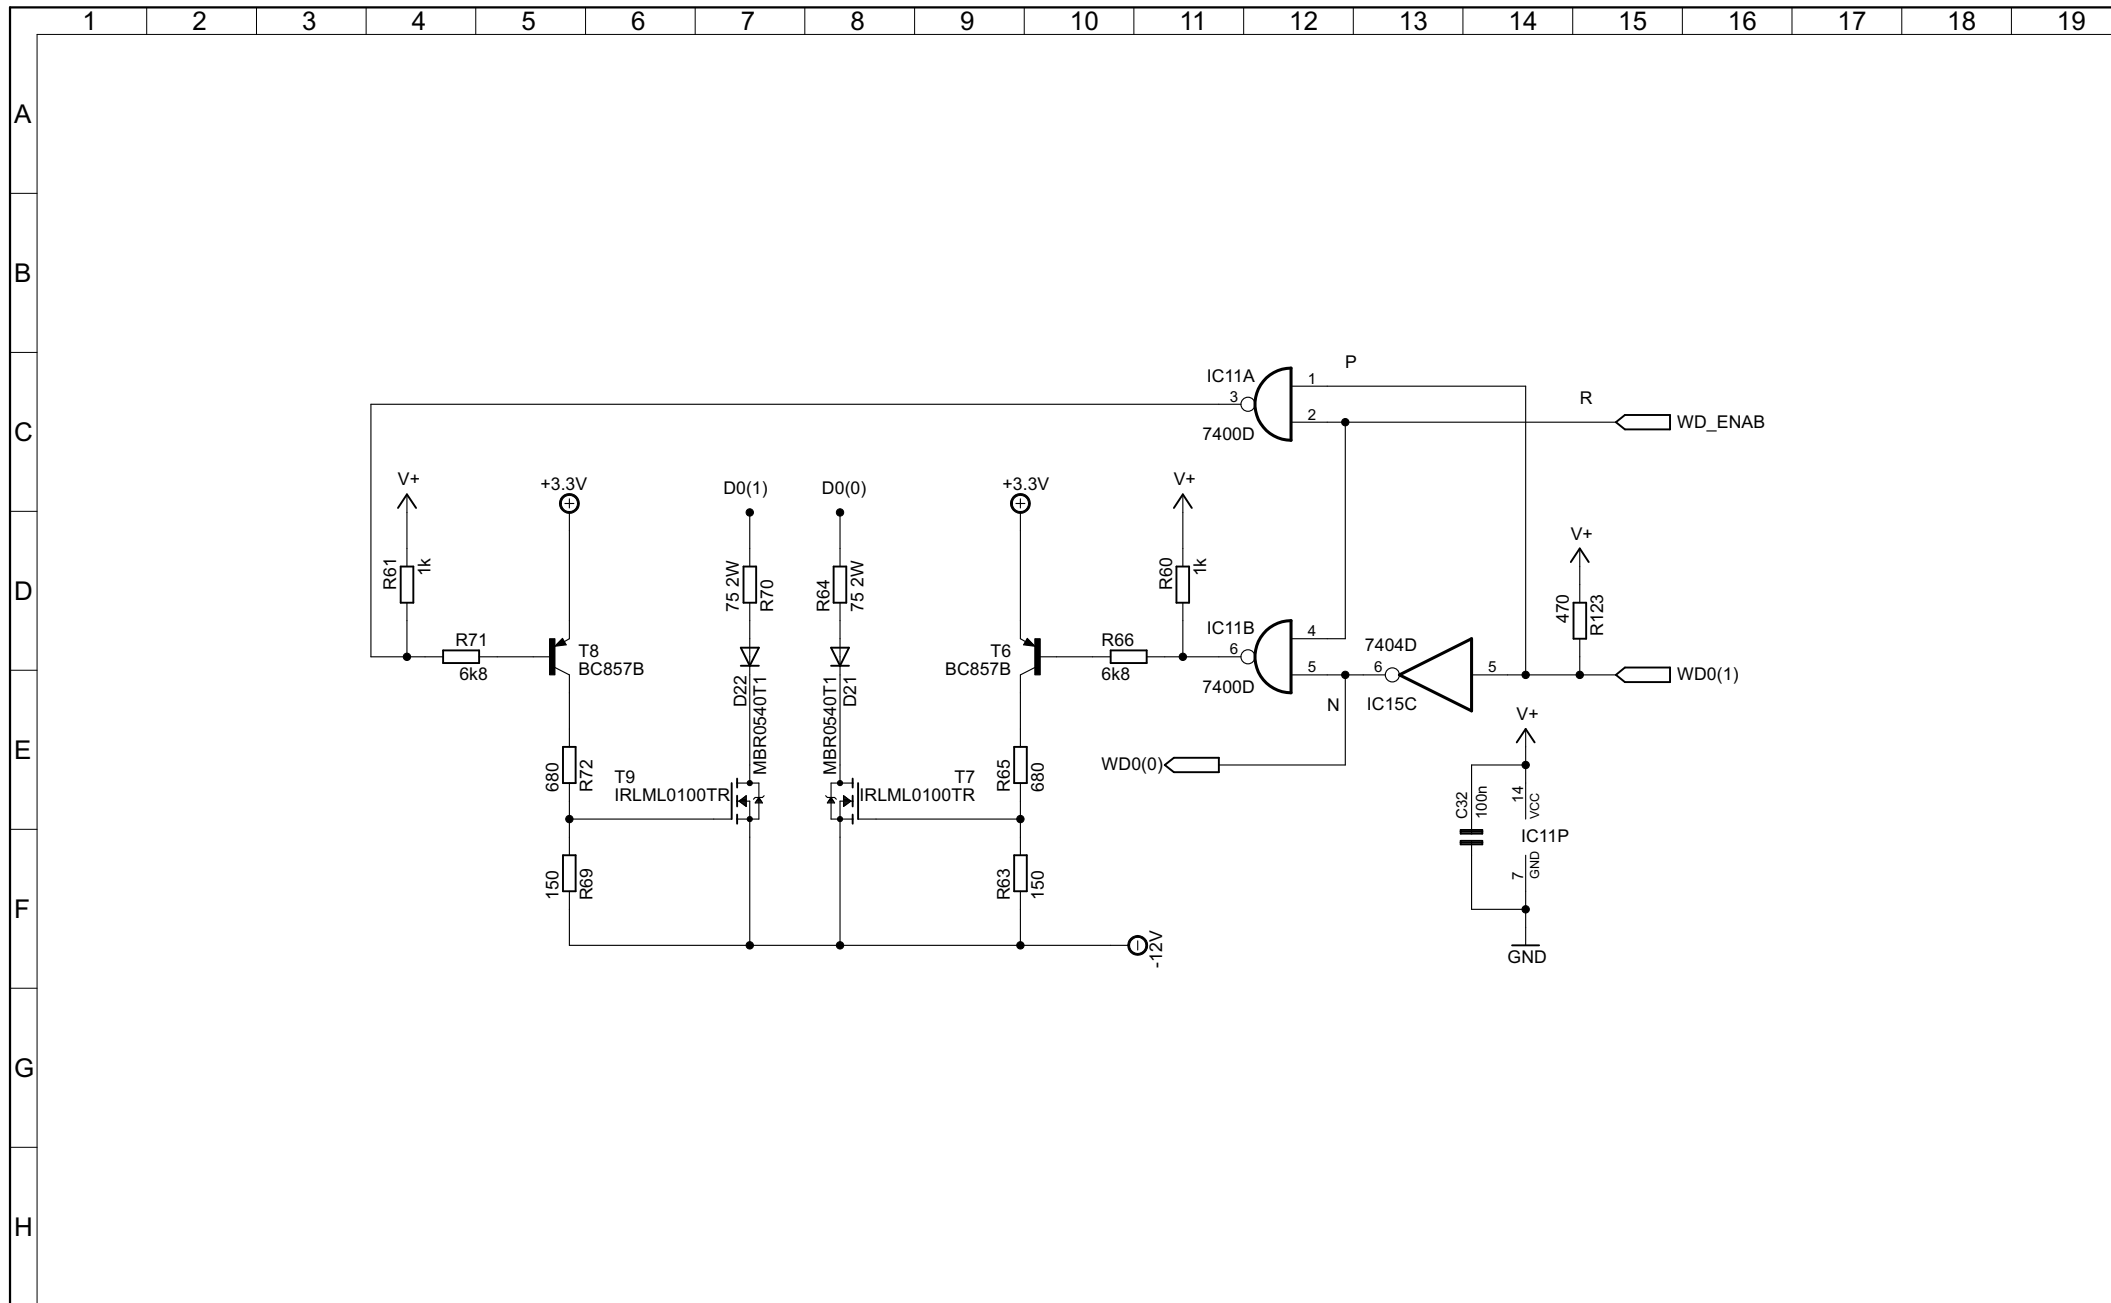 1 2 3 4 5 6 7 8 9 10 11 12 13 14 15 16 17 18 19
A
B
C
D
E
F
G
H
P
IC11A
1
3
R
2
WD_ENAB
7400D
V+
+3.3V
D0(1)
D0(0)
+3.3V
V+
V+
R61
1k
75 2W
R70
R64
75 2W
R60
1k
470
R123
R71
6k8
T8
BC857B
T6
BC857B
R66
6k8
IC11B
4
6
5
7400D
7404D
6
5
IC15C
WD0(1)
N
D22
MBR0540T1
MBR0540T1
D21
V+
WD0(0)
680
R72
T9
IRLML0100TR
T7
IRLML0100TR
R65
680
C32
100n
14
VCC
IC11P
7
GND
150
R69
R63
150
-12V
GND